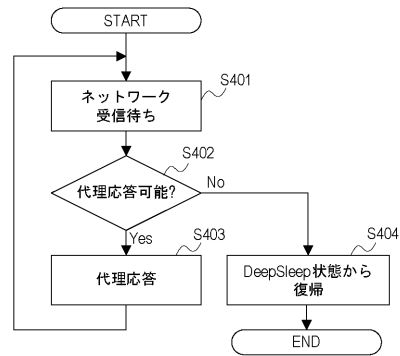 START
S401
ネットワーク
受信待ち
S402
代理応答可能?
No
Yes
S403
S404
代理応答
DeepSleep状態から
復帰
END